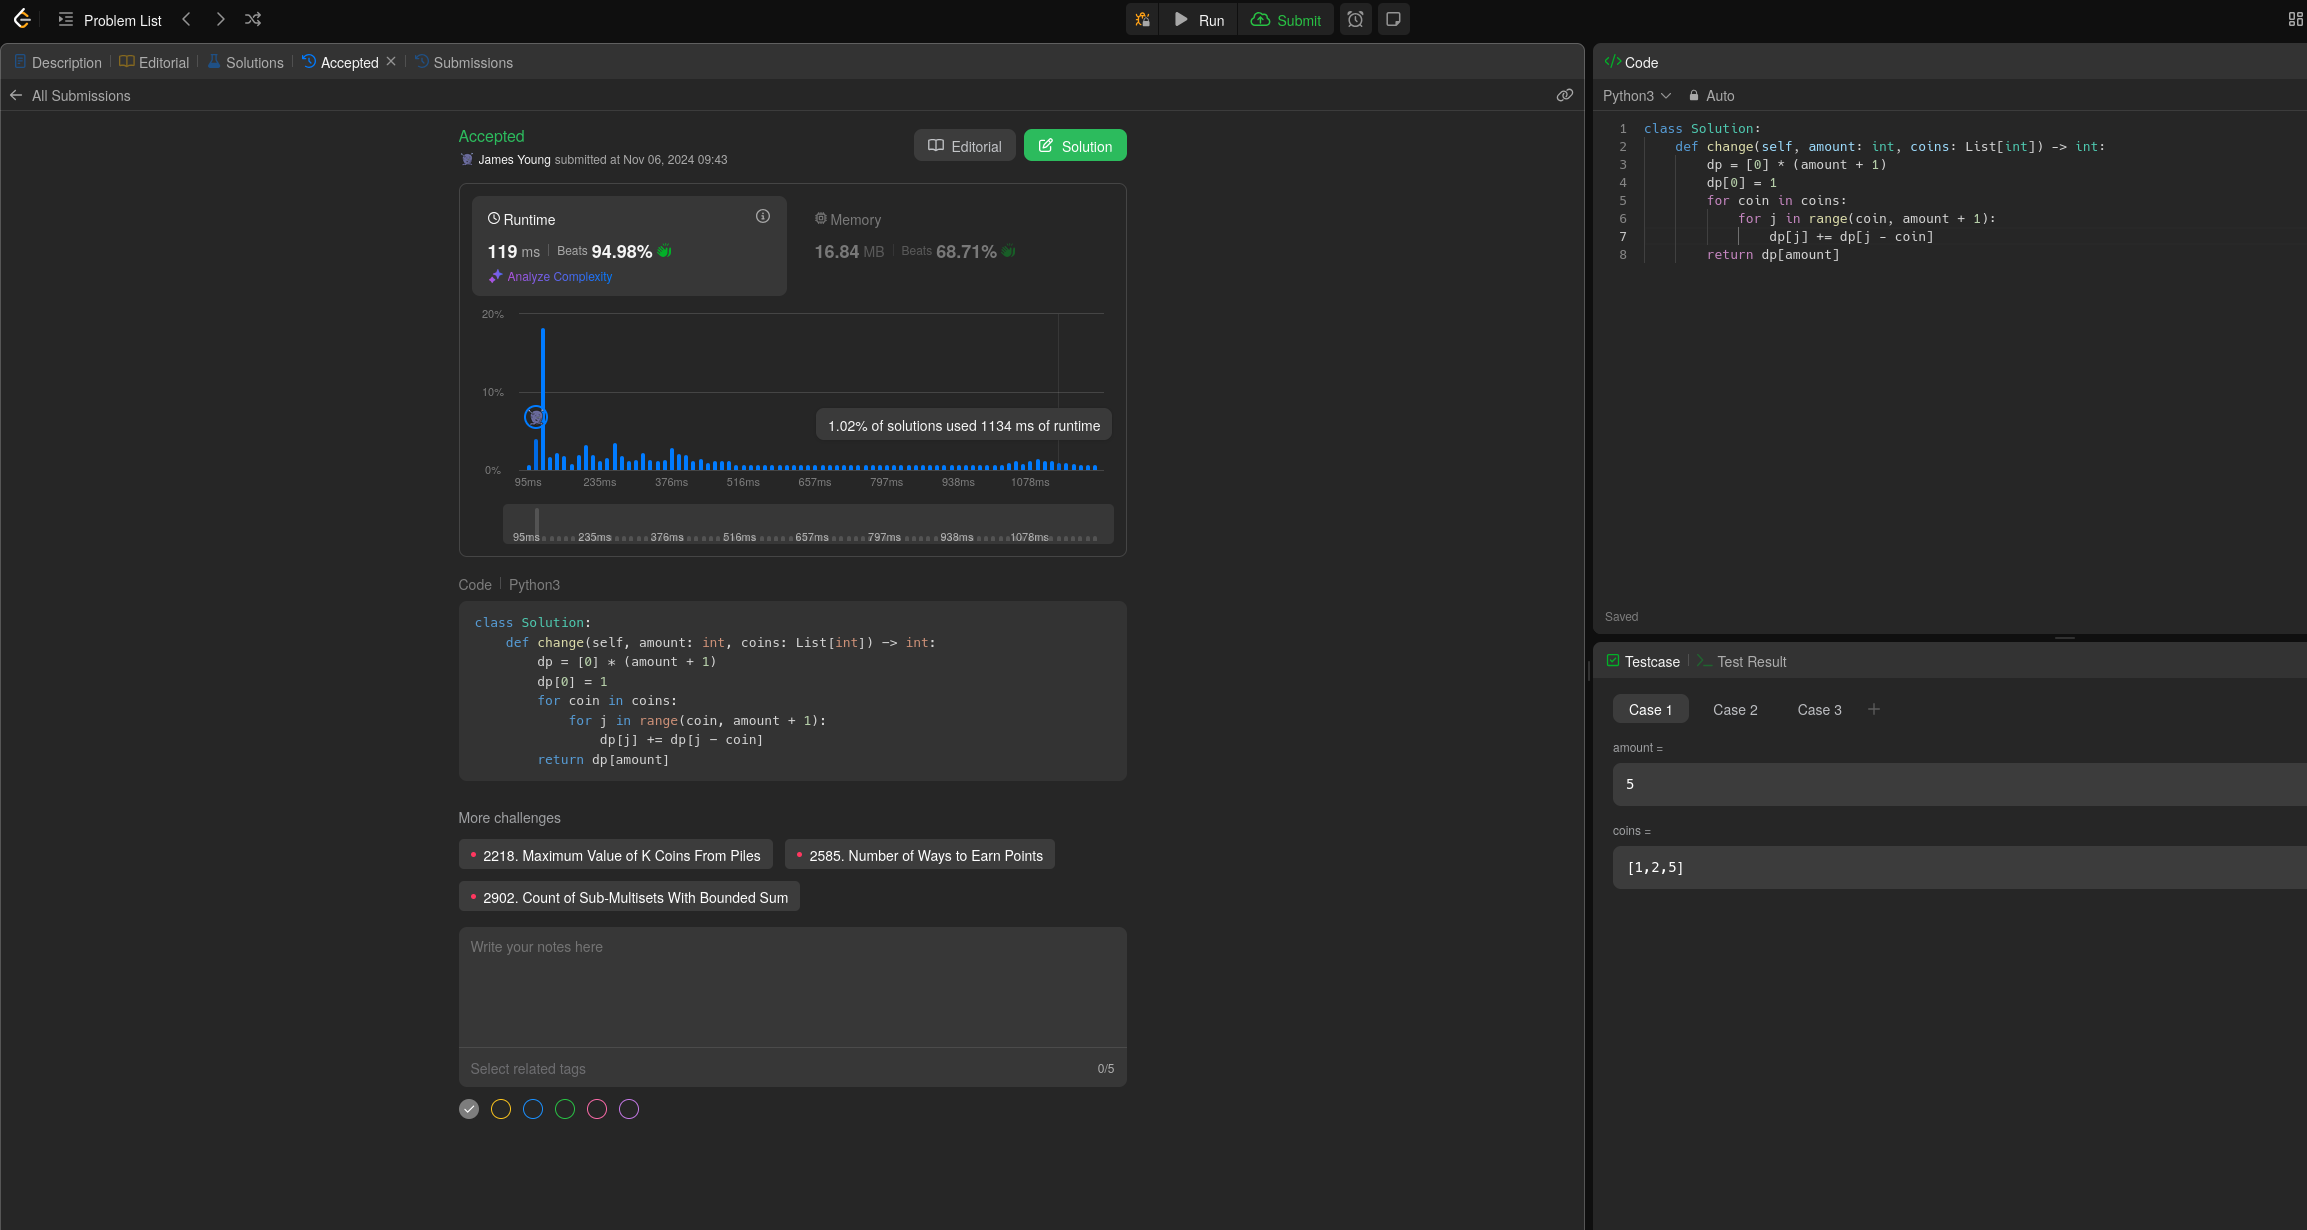 Problem List
Run
Submit
Description
Editorial
Solutions
Accepted
Submissions
All Submissions
Accepted
James Young submitted at Nov 06, 2024 09:43
Editorial
Solution
Runtime
119 ms
Beats 94.98%
Analyze Complexity
Memory
16.84 MB
Beats 68.71%
20%
10%
0%
1.02% of solutions used 1134 ms of runtime
95ms 235ms 376ms 516ms 657ms 797ms 938ms 1078ms
95ms 235ms 376ms 516ms 657ms 797ms 938ms 1078ms
Code
Python3
class Solution:
    def change(self, amount: int, coins: List[int]) -> int:
        dp = [0] * (amount + 1)
        dp[0] = 1
        for coin in coins:
            for j in range(coin, amount + 1):
                dp[j] += dp[j - coin]
        return dp[amount]
More challenges
2218. Maximum Value of K Coins From Piles
2585. Number of Ways to Earn Points
2902. Count of Sub-Multisets With Bounded Sum
Write your notes here
Select related tags
0/5
</> Code
Python3
Auto
1 class Solution:
2     def change(self, amount: int, coins: List[int]) -> int:
3         dp = [0] * (amount + 1)
4         dp[0] = 1
5         for coin in coins:
6             for j in range(coin, amount + 1):
7                 dp[j] += dp[j - coin]
8         return dp[amount]
Saved
Testcase
Test Result
Case 1
Case 2
Case 3
amount =
5
coins =
[1,2,5]